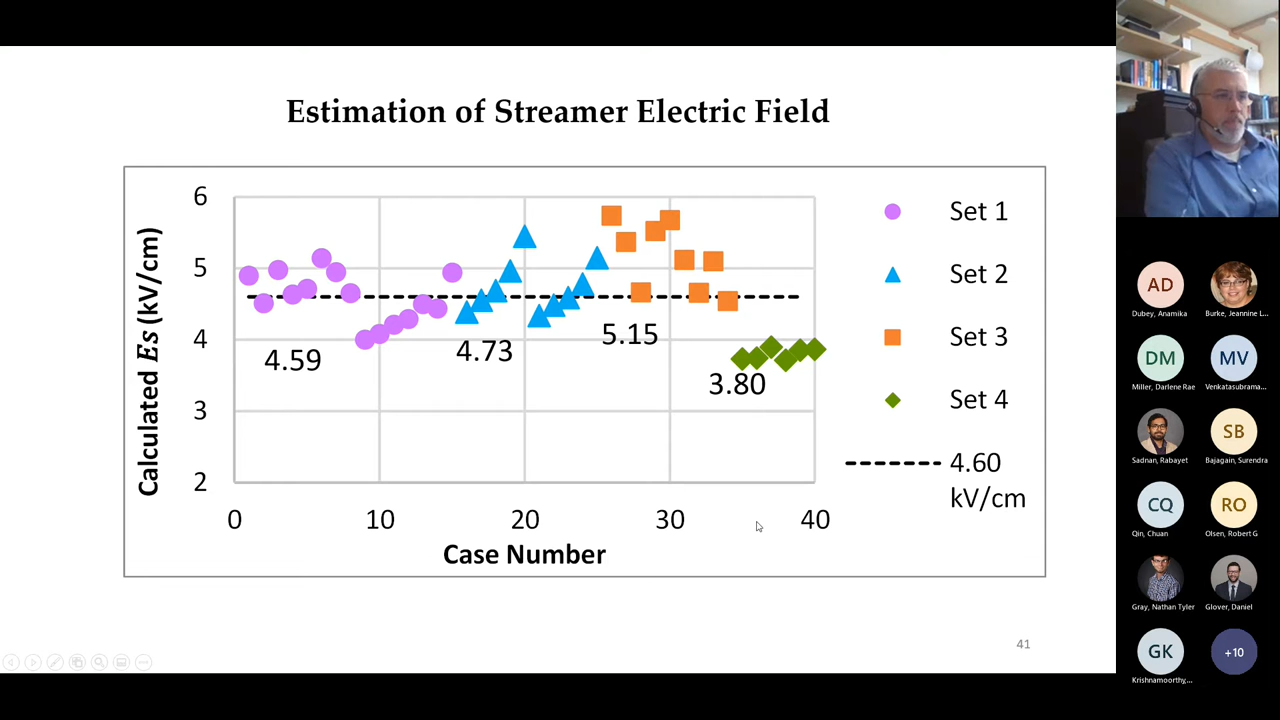 Estimation of Streamer Electric Field
Calculated Es (kV/cm)
6
5
4
3
2
0
10
20
30
40
Case Number
4.59
4.73
5.15
3.80
Set 1
Set 2
Set 3
Set 4
4.60
kV/cm
41
AD
Dubey, Anamika
Burke, Jeannine L...
DM
Miller, Darlene Rae
MV
Venkatasubrama...
Sadnan, Rabayet
SB
Bajagain, Surendra
CQ
Qin, Chuan
RO
Olsen, Robert G
Gray, Nathan Tyler
Glover, Daniel
GK
Krishnamoorthy,...
+10